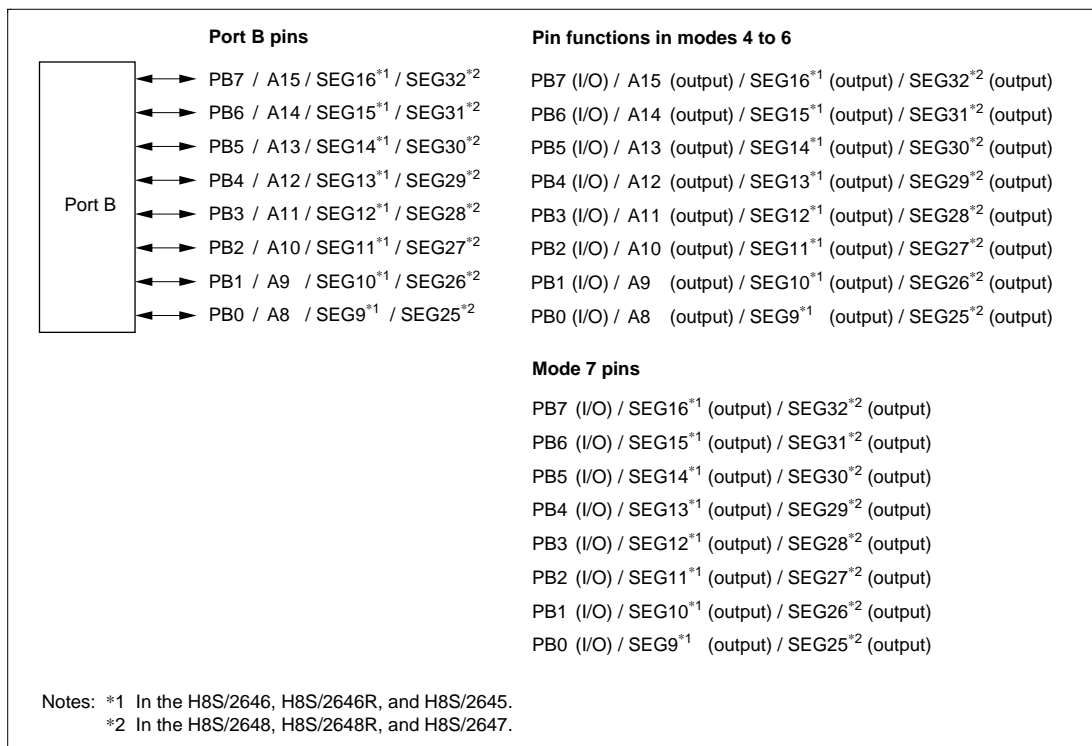 Port B pins
Port B
PB7 / A15 / SEG16*1 / SEG32*2
PB6 / A14 / SEG15*1 / SEG31*2
PB5 / A13 / SEG14*1 / SEG30*2
PB4 / A12 / SEG13*1 / SEG29*2
PB3 / A11 / SEG12*1 / SEG28*2
PB2 / A10 / SEG11*1 / SEG27*2
PB1 / A9 / SEG10*1 / SEG26*2
PB0 / A8 / SEG9*1 / SEG25*2
Pin functions in modes 4 to 6
PB7 (I/O) / A15 (output) / SEG16*1 (output) / SEG32*2 (output)
PB6 (I/O) / A14 (output) / SEG15*1 (output) / SEG31*2 (output)
PB5 (I/O) / A13 (output) / SEG14*1 (output) / SEG30*2 (output)
PB4 (I/O) / A12 (output) / SEG13*1 (output) / SEG29*2 (output)
PB3 (I/O) / A11 (output) / SEG12*1 (output) / SEG28*2 (output)
PB2 (I/O) / A10 (output) / SEG11*1 (output) / SEG27*2 (output)
PB1 (I/O) / A9 (output) / SEG10*1 (output) / SEG26*2 (output)
PB0 (I/O) / A8 (output) / SEG9*1 (output) / SEG25*2 (output)
Mode 7 pins
PB7 (I/O) / SEG16*1 (output) / SEG32*2 (output)
PB6 (I/O) / SEG15*1 (output) / SEG31*2 (output)
PB5 (I/O) / SEG14*1 (output) / SEG30*2 (output)
PB4 (I/O) / SEG13*1 (output) / SEG29*2 (output)
PB3 (I/O) / SEG12*1 (output) / SEG28*2 (output)
PB2 (I/O) / SEG11*1 (output) / SEG27*2 (output)
PB1 (I/O) / SEG10*1 (output) / SEG26*2 (output)
PB0 (I/O) / SEG9*1 (output) / SEG25*2 (output)
Notes: *1 In the H8S/2646, H8S/2646R, and H8S/2645.
*2 In the H8S/2648, H8S/2648R, and H8S/2647.